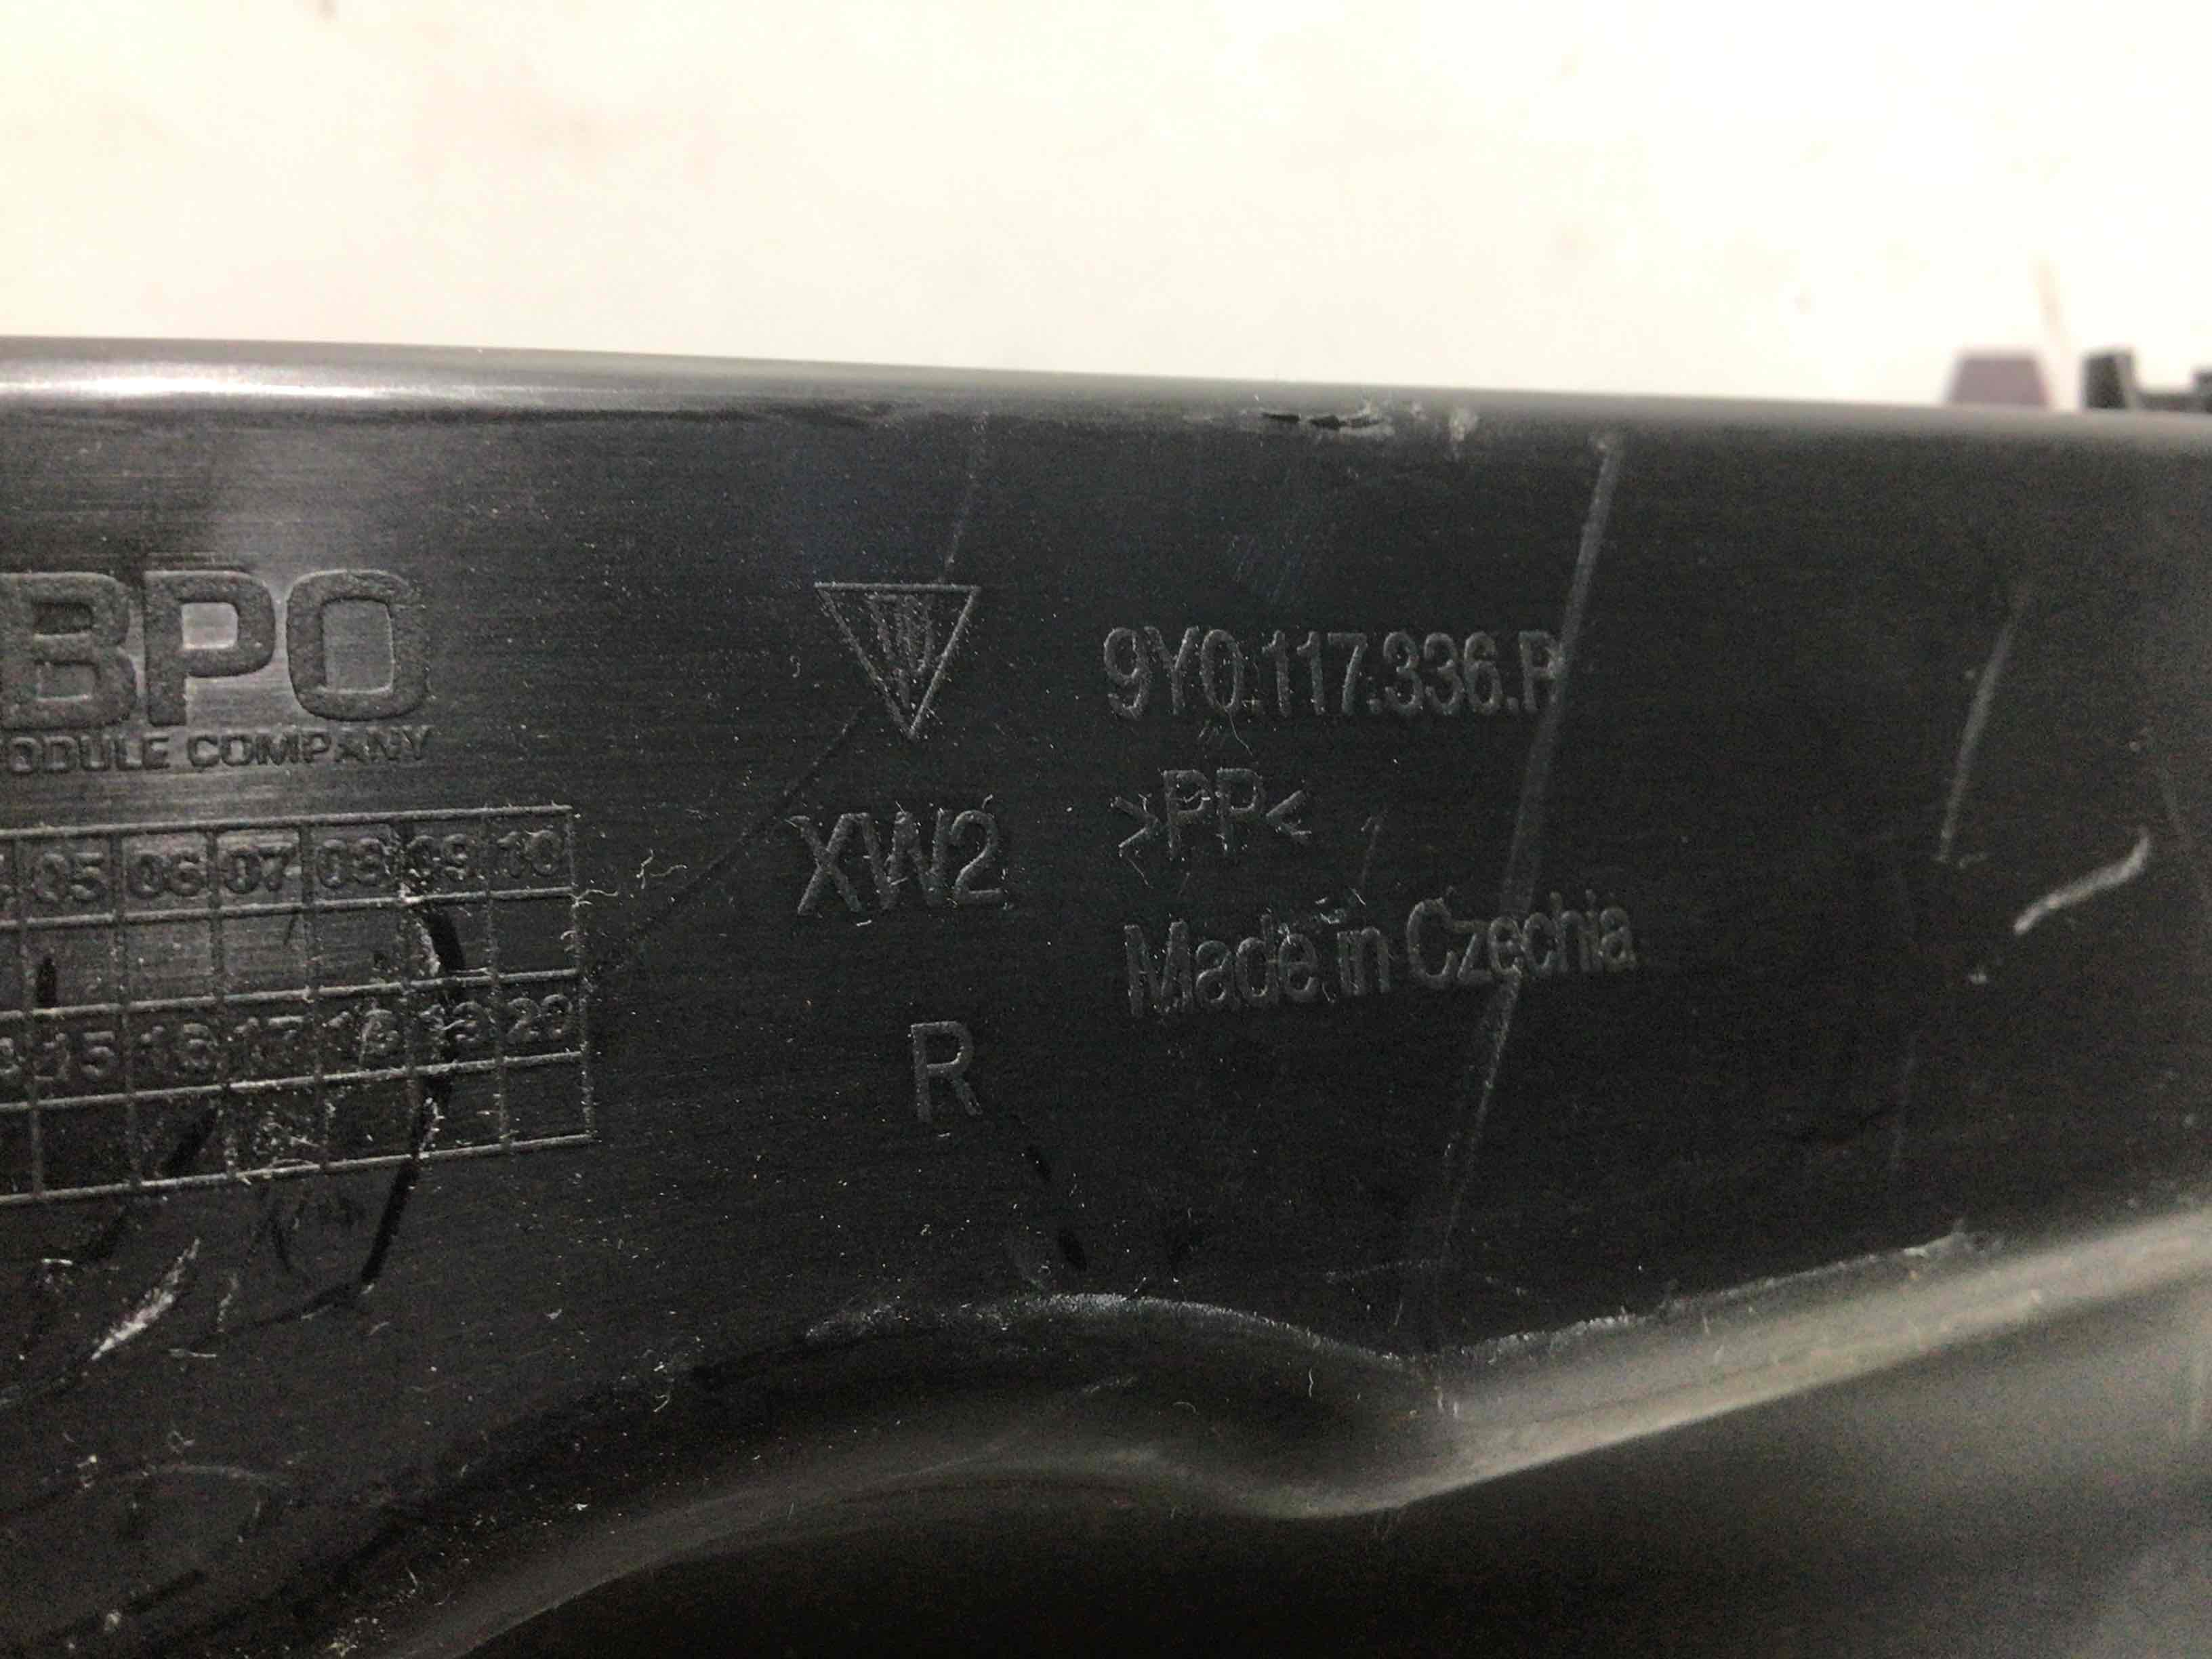 BPO
ODULE COMPANY
9Y0.117.336.R
XW2
>PP<
Made in Czechia
R
05 06 07 08 09 10
15 16 17 18 19 20